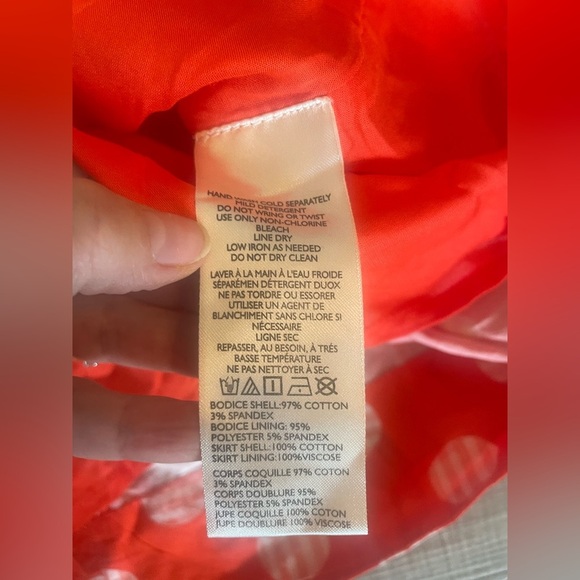 HAND WASH COLD SEPARATELY
MILD DETERGENT
DO NOT WRING OR TWIST
USE ONLY NON-CHLORINE
BLEACH
LINE DRY
LOW IRON AS NEEDED
DO NOT DRY CLEAN
LAVER À LA MAIN À L'EAU FROIDE
SÉPARÉMEN DÉTERGENT DUOX
NE PAS TORDRE OU ESSORER
UTILISER UN AGENT DE
BLANCHIMENT SANS CHLORE SI
NÉCESSAIRE
LIGNE SEC
REPASSER, AU BESOIN, À TRÉS
BASSE TEMPÉRATURE
NE PAS NETTOYER À SEC
BODICE SHELL:97% COTTON
3% SPANDEX
BODICE LINING: 95%
POLYESTER 5% SPANDEX
SKIRT SHELL:100% COTTON
SKIRT LINING:100%VISCOSE
CORPS COQUILLE 97% COTON
3% SPANDEX
CORPS DOUBLURE 95%
POLYESTER 5% SPANDEX
JUPE COQUILLE 100% COTON
JUPE DOUBLURE 100% VISCOSE